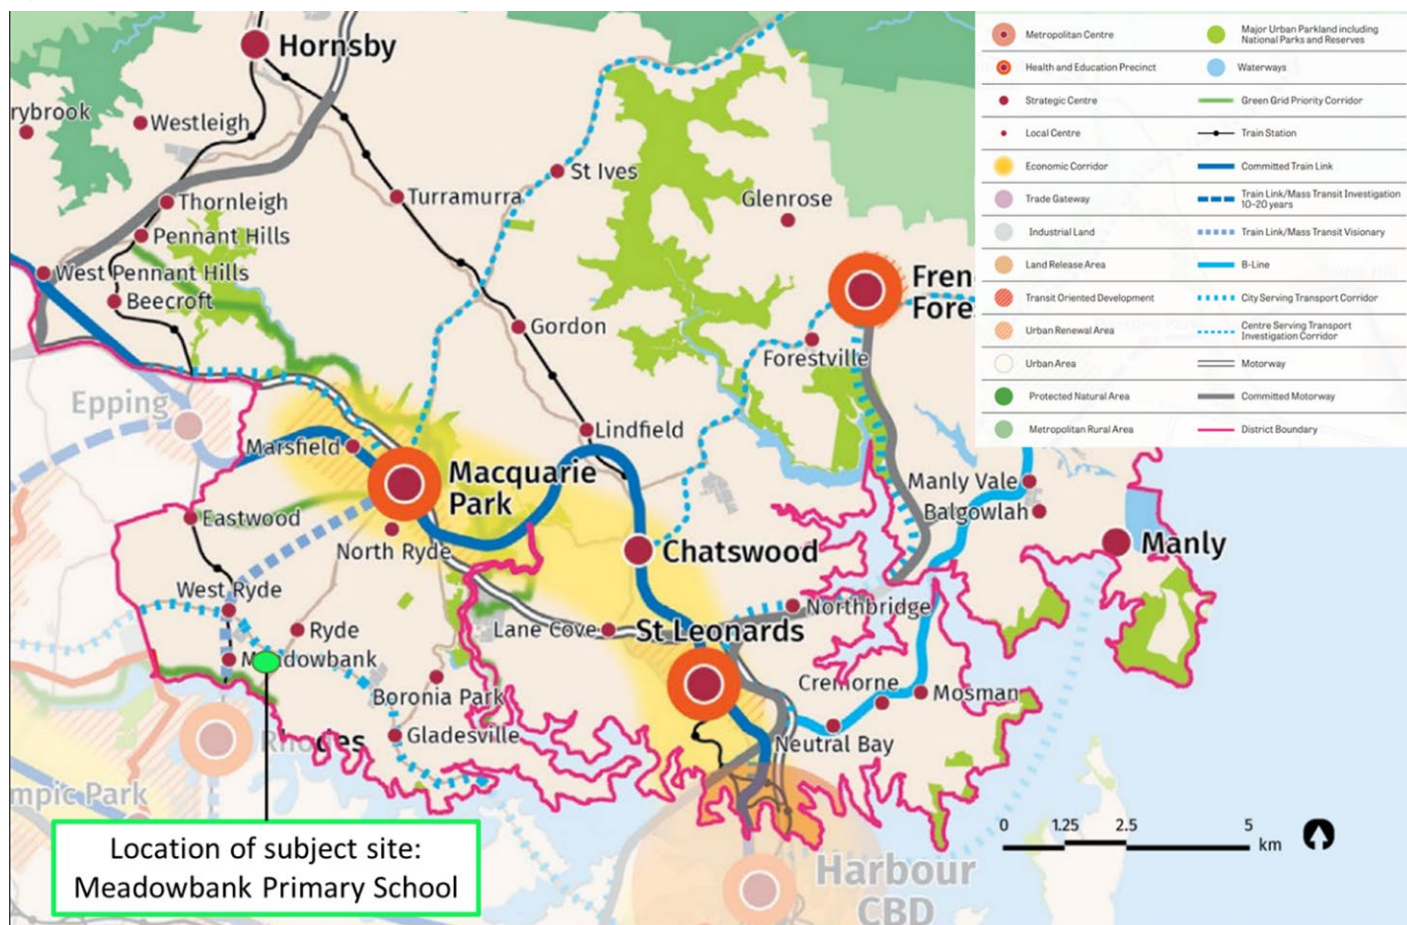 Hornsby
rybrook
Westleigh
St Ives
Thornleigh
Turramurra
Glenrose
Pennant Hills
West Pennant Hills
Beecroft
Gordon
Fren
Fore
Forestville
Epping
Marsfield
Lindfield
Macquarie
Park
Manly Vale
Balgowlah
Eastwood
North Ryde
Chatswood
Manly
West Ryde
Northbridge
Ryde
Lane Cove
St Leonards
Meadowbank
Boronia Park
Cremorne
Mosman
Gladesville
Neutral Bay
Rhodes
mpic Park
Harbour
CBD
Location of subject site:
Meadowbank Primary School
0 1.25 2.5 5
km
Metropolitan Centre
Health and Education Precinct
Strategic Centre
Local Centre
Economic Corridor
Trade Gateway
Industrial Land
Land Release Area
Transit Oriented Development
Urban Renewal Area
Urban Area
Protected Natural Area
Metropolitan Rural Area
Major Urban Parkland including
National Parks and Reserves
Waterways
Green Grid Priority Corridor
Train Station
Committed Train Link
Train Link/Mass Transit Investigation
10–20 years
Train Link/Mass Transit Visionary
B-Line
City Serving Transport Corridor
Centre Serving Transport
Investigation Corridor
Motorway
Committed Motorway
District Boundary